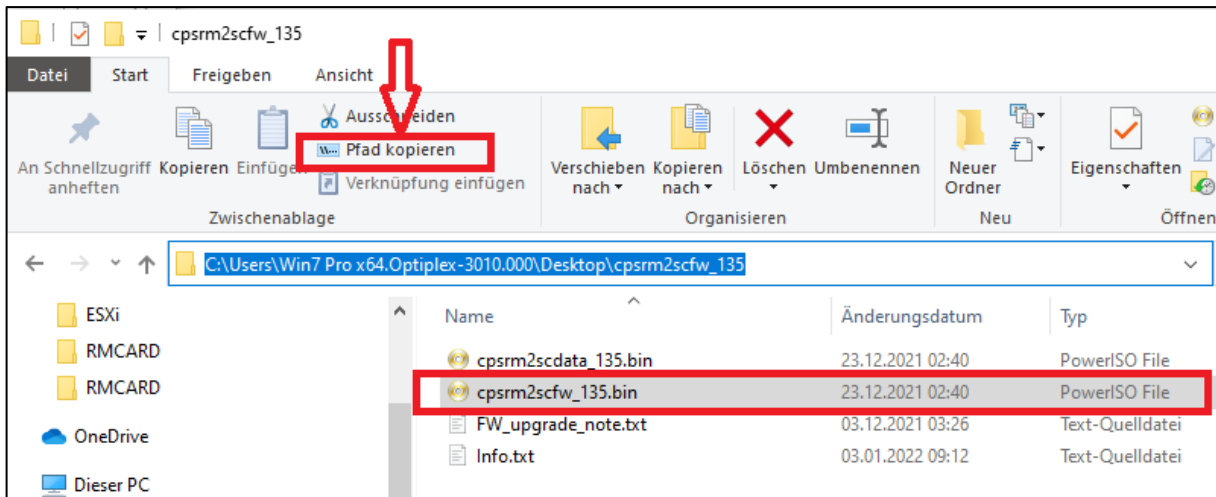 cpsrm2scfw_135
Datei Start Freigeben Ansicht
An Schnellzugriff anheften
Kopieren
Einfügen
Ausschneiden
Pfad kopieren
Verknüpfung einfügen
Verschieben nach
Kopieren nach
Löschen
Umbenennen
Neuer Ordner
Eigenschaften
Zwischenablage Organisieren Neu Öffnen
C:\Users\Win7 Pro x64.Optiplex-3010.000\Desktop\cpsrm2scfw_135
ESXi
RMCARD
RMCARD
OneDrive
Dieser PC
Name Änderungsdatum Typ
cpsrm2scdata_135.bin 23.12.2021 02:40 PowerISO File
cpsrm2scfw_135.bin 23.12.2021 02:40 PowerISO File
FW_upgrade_note.txt 03.12.2021 03:26 Text-Quelldatei
Info.txt 03.01.2022 09:12 Text-Quelldatei